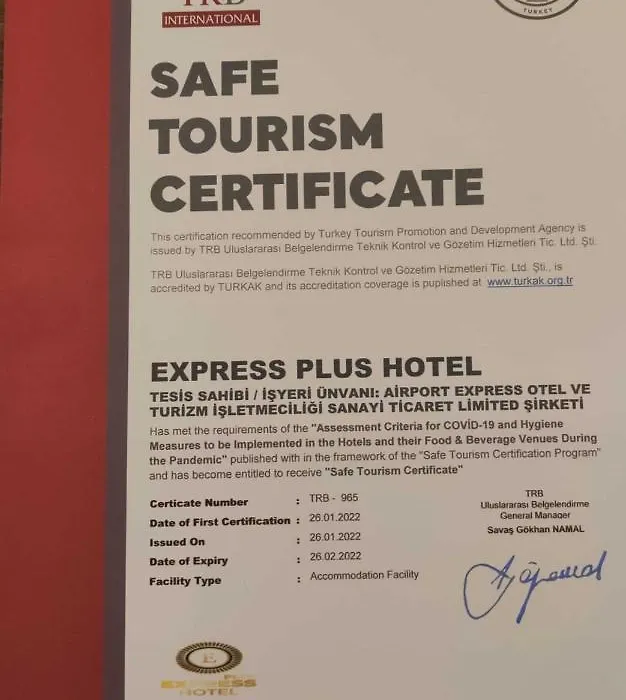 TRB
INTERNATIONAL
TURKEY
SAFE
TOURISM
CERTIFICATE
This certification recommended by Turkey Tourism Promotion and Development Agency is
issued by TRB Uluslararası Belgelendirme Teknik Kontrol ve Gözetim Hizmetleri Tic. Ltd. Şti.
TRB Uluslararası Belgelendirme Teknik Kontrol ve Gözetim Hizmetleri Tic. Ltd. Şti., is
accredited by TURKAK and its accreditation coverage is puplished at www.turkak.org.tr
EXPRESS PLUS HOTEL
TESİS SAHİBİ / İŞYERİ ÜNVANI: AİRPORT EXPRESS OTEL VE
TURİZM İŞLETMECİLİĞİ SANAYİ TİCARET LİMİTED ŞİRKETİ
Has met the requirements of the "Assessment Criteria for COVİD-19 and Hygiene
Measures to be Implemented in the Hotels and their Food & Beverage Venues During
the Pandemic" published with in the framework of the "Safe Tourism Certification Program"
and has become entitled to receive "Safe Tourism Certificate"
Certicate Number : TRB - 965
Date of First Certification : 26.01.2022
Issued On : 26.01.2022
Date of Expiry : 26.02.2022
Facility Type : Accommodation Facility
TRB
Uluslararası Belgelendirme
General Manager
Savaş Gökhan NAMAL
E
Plus
EXPRESS
HOTEL